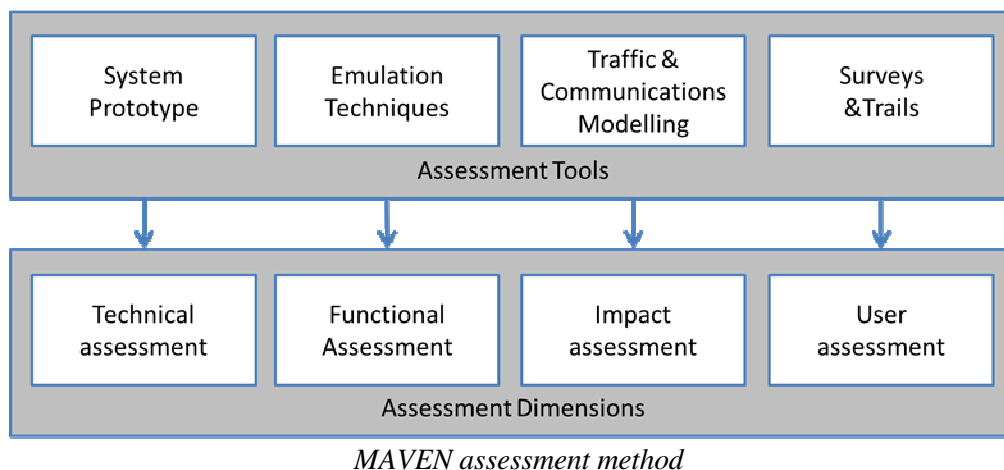 System
Prototype
Emulation
Techniques
Traffic &
Communications
Modelling
Surveys
&Trails
Assessment Tools
Technical
assessment
Functional
Assessment
Impact
assessment
User
assessment
Assessment Dimensions
MAVEN assessment method